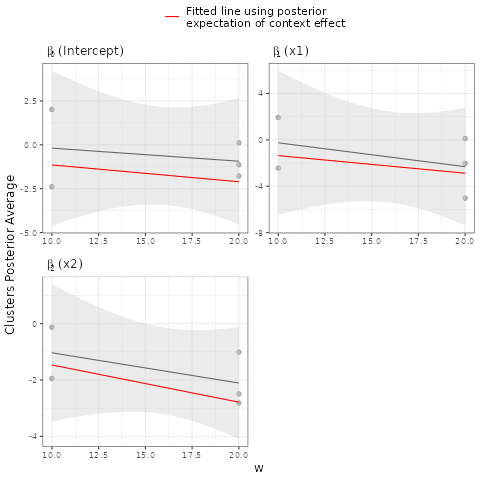 Fitted line using posterior
expectation of context effect
β0 (Intercept)
β1 (x1)
2.5
0.0
-2.5
-5.0
10.0 12.5 15.0 17.5 20.0
4
0
-4
-8
10.0 12.5 15.0 17.5 20.0
β2 (x2)
0
-2
-4
10.0 12.5 15.0 17.5 20.0
Clusters Posterior Average
w